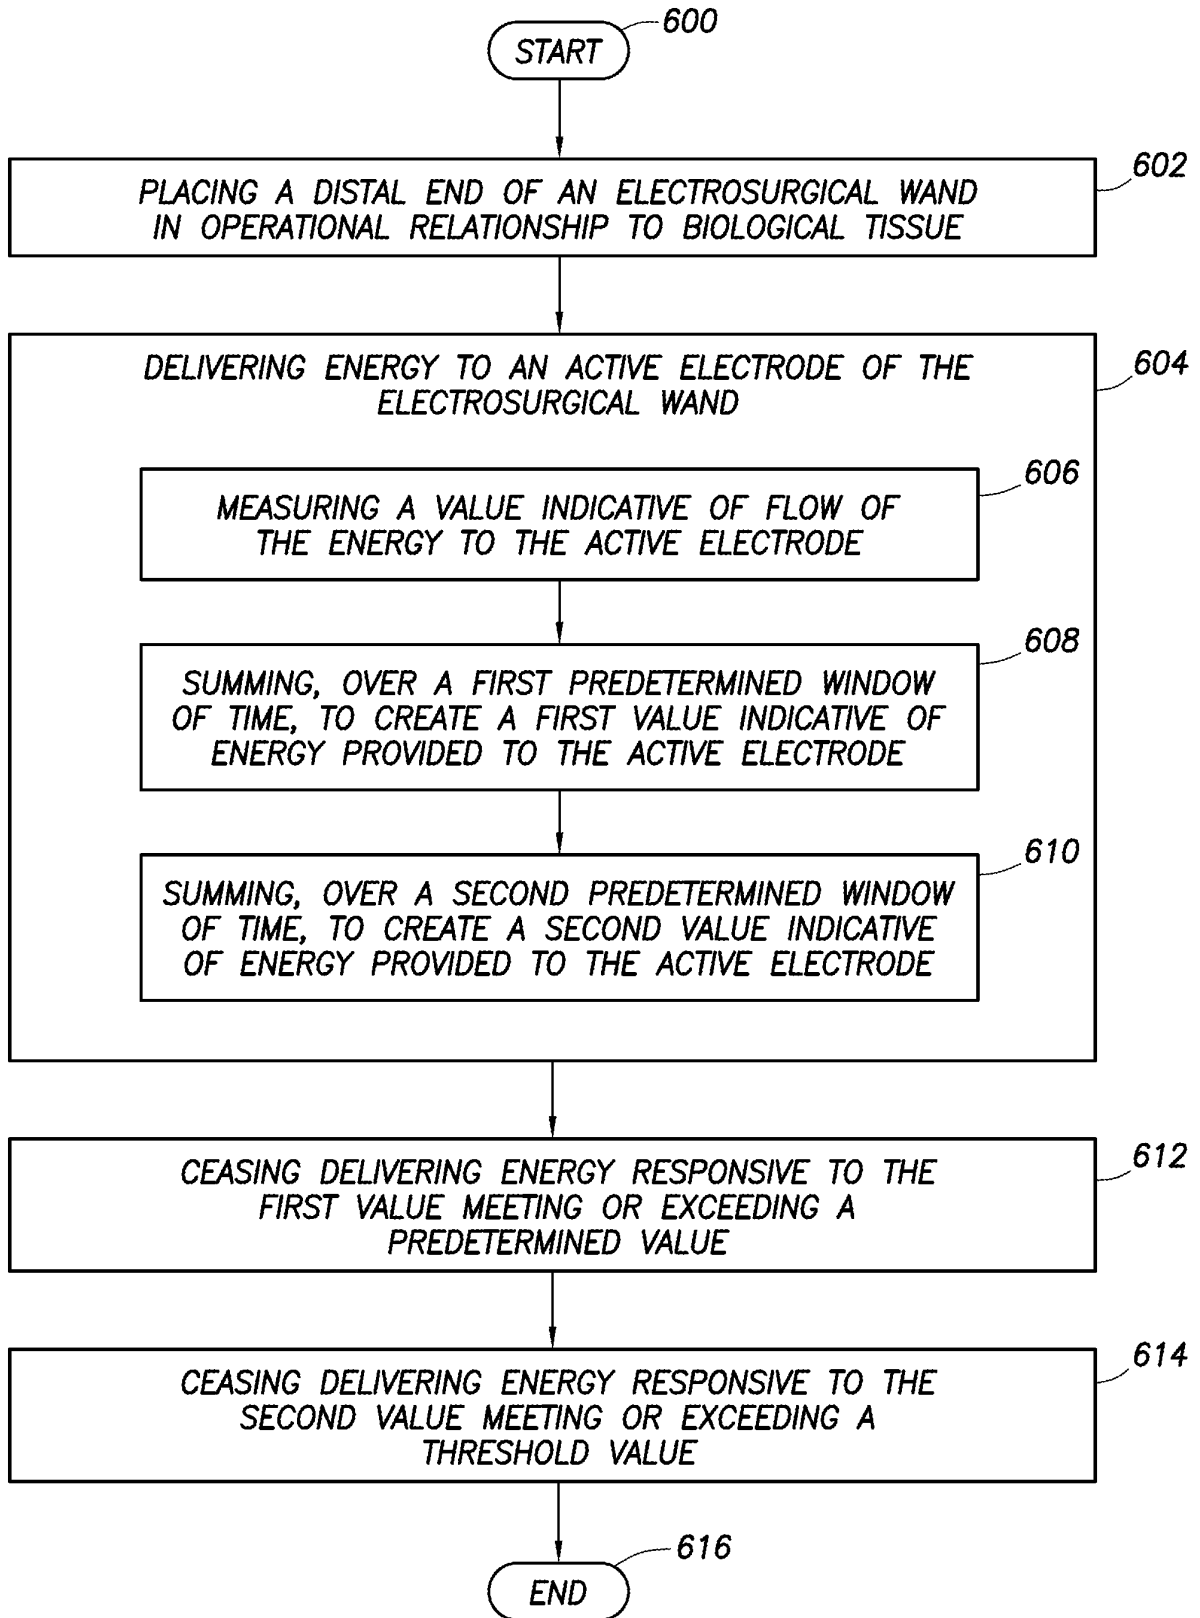 600
START
602
PLACING A DISTAL END OF AN ELECTROSURGICAL WAND
IN OPERATIONAL RELATIONSHIP TO BIOLOGICAL TISSUE
604
DELIVERING ENERGY TO AN ACTIVE ELECTRODE OF THE
ELECTROSURGICAL WAND
606
MEASURING A VALUE INDICATIVE OF FLOW OF
THE ENERGY TO THE ACTIVE ELECTRODE
608
SUMMING, OVER A FIRST PREDETERMINED WINDOW
OF TIME, TO CREATE A FIRST VALUE INDICATIVE OF
ENERGY PROVIDED TO THE ACTIVE ELECTRODE
610
SUMMING, OVER A SECOND PREDETERMINED WINDOW
OF TIME, TO CREATE A SECOND VALUE INDICATIVE
OF ENERGY PROVIDED TO THE ACTIVE ELECTRODE
612
CEASING DELIVERING ENERGY RESPONSIVE TO THE
FIRST VALUE MEETING OR EXCEEDING A
PREDETERMINED VALUE
614
CEASING DELIVERING ENERGY RESPONSIVE TO THE
SECOND VALUE MEETING OR EXCEEDING A
THRESHOLD VALUE
616
END